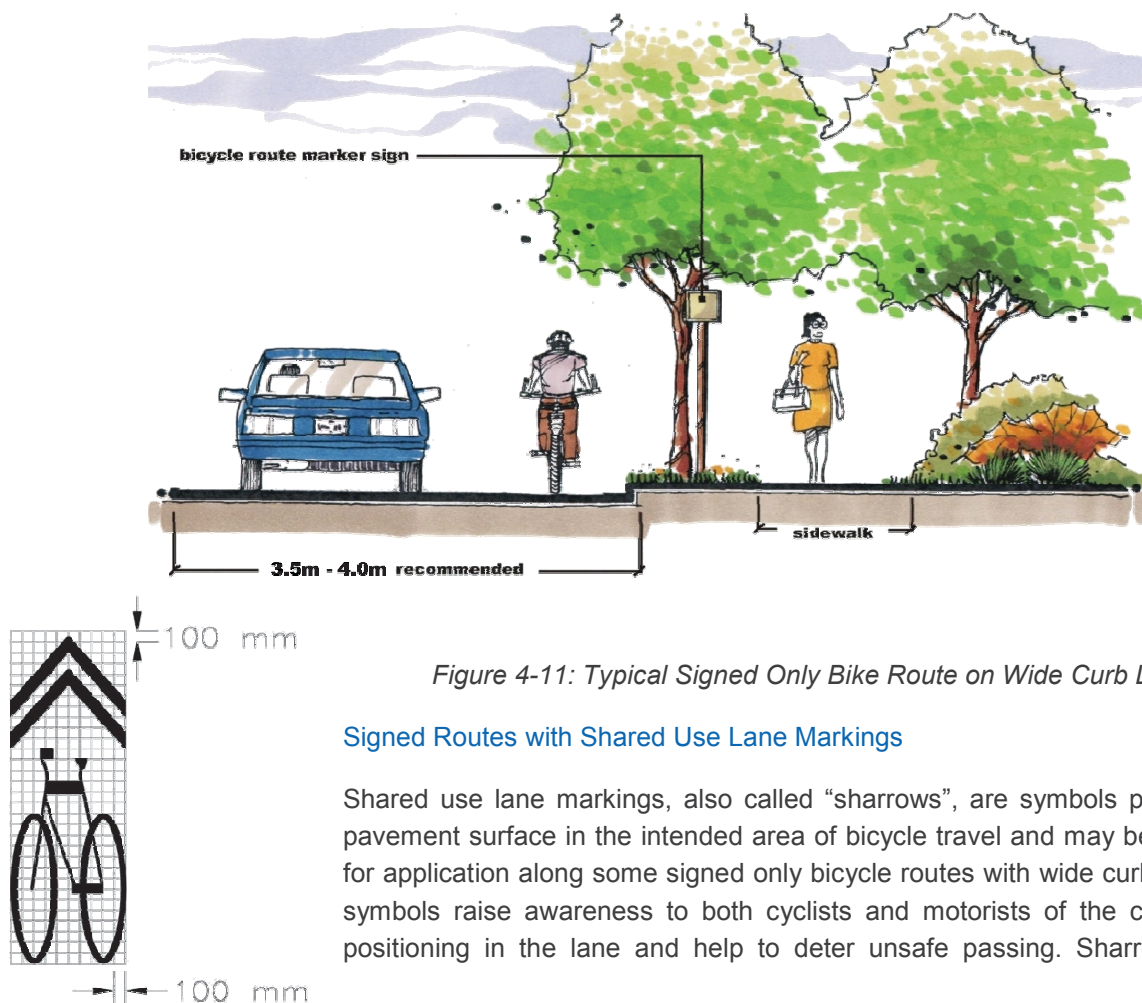 bicycle route marker sign
sidewalk
3.5m - 4.0m recommended
100 mm
Figure 4-11: Typical Signed Only Bike Route on Wide Curb
Signed Routes with Shared Use Lane Markings
Shared use lane markings, also called “sharrows”, are symbols
pavement surface in the intended area of bicycle travel and may be
for application along some signed only bicycle routes with wide curb
symbols raise awareness to both cyclists and motorists of the
positioning in the lane and help to deter unsafe passing.
100 mm